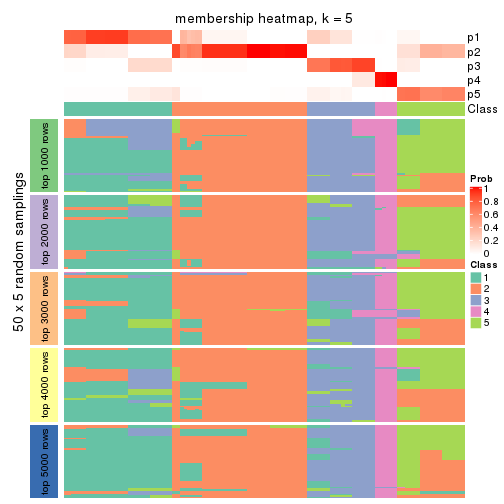 membership heatmap, k = 5
p1
p2
p3
p4
p5
Class
50 x 5 random samplings
top 1000 rows
top 2000 rows
top 3000 rows
top 4000 rows
top 5000 rows
Prob
1
0.8
0.6
0.4
0.2
0
Class
1
2
3
4
5